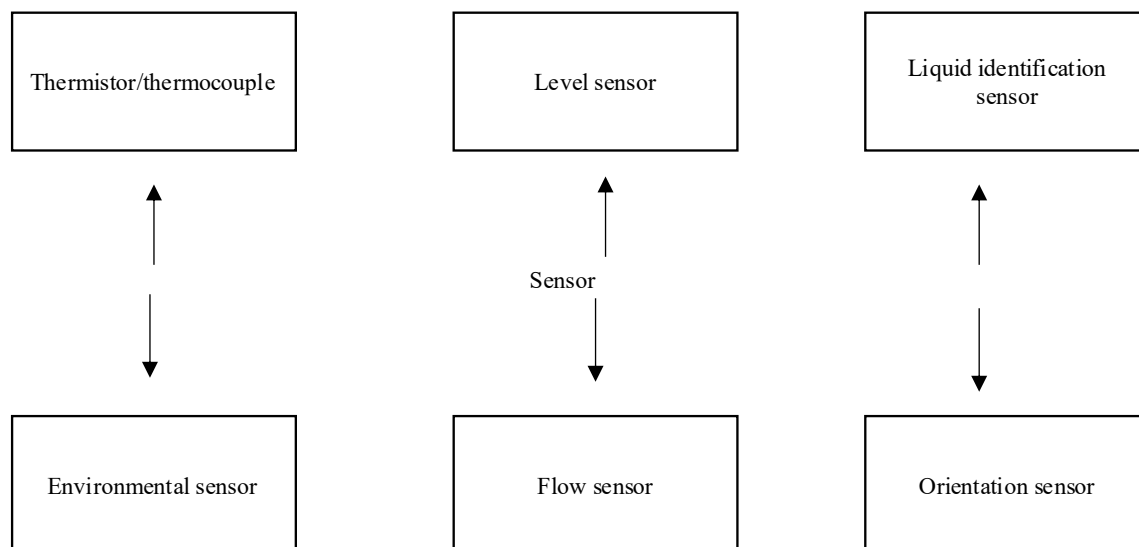 Thermistor/thermocouple
Level sensor
Liquid identification
sensor
Sensor
Environmental sensor
Flow sensor
Orientation sensor